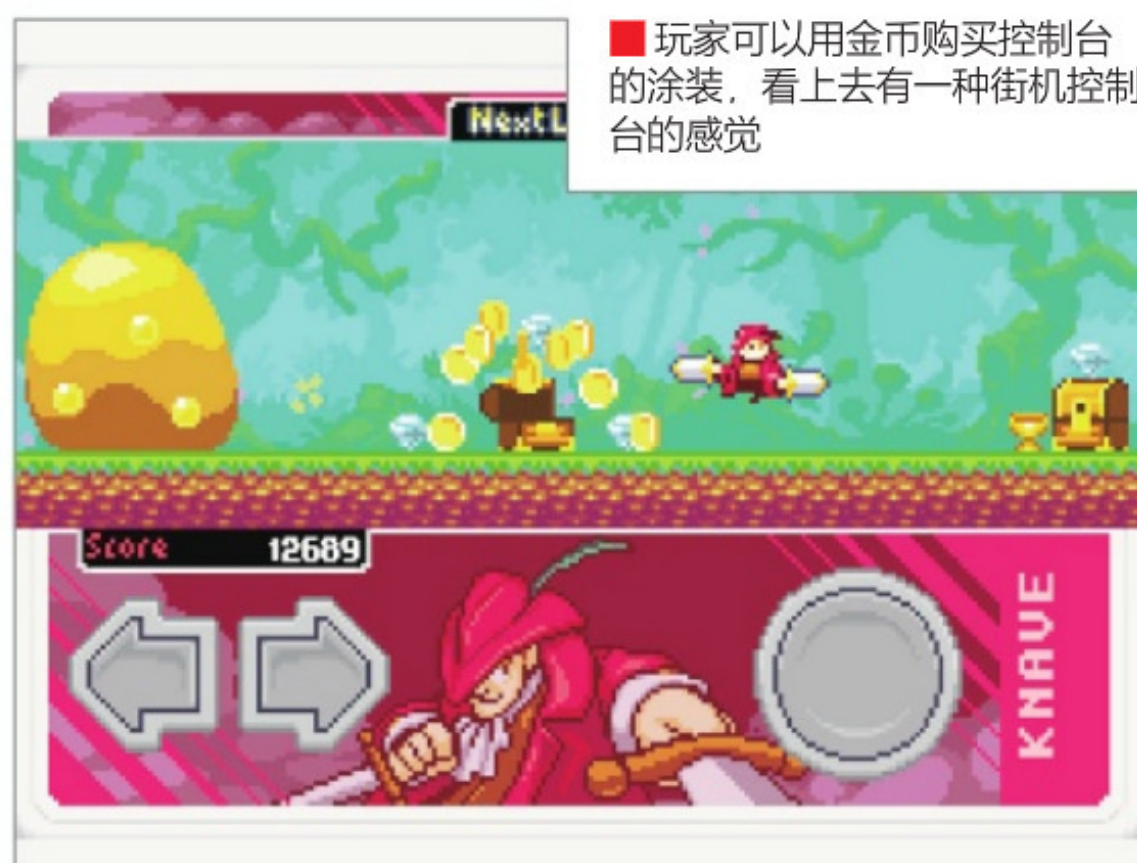 玩家可以用金币购买控制台
的涂装，看上去有一种街机控制
台的感觉
Next
Score 12689
KNAVE